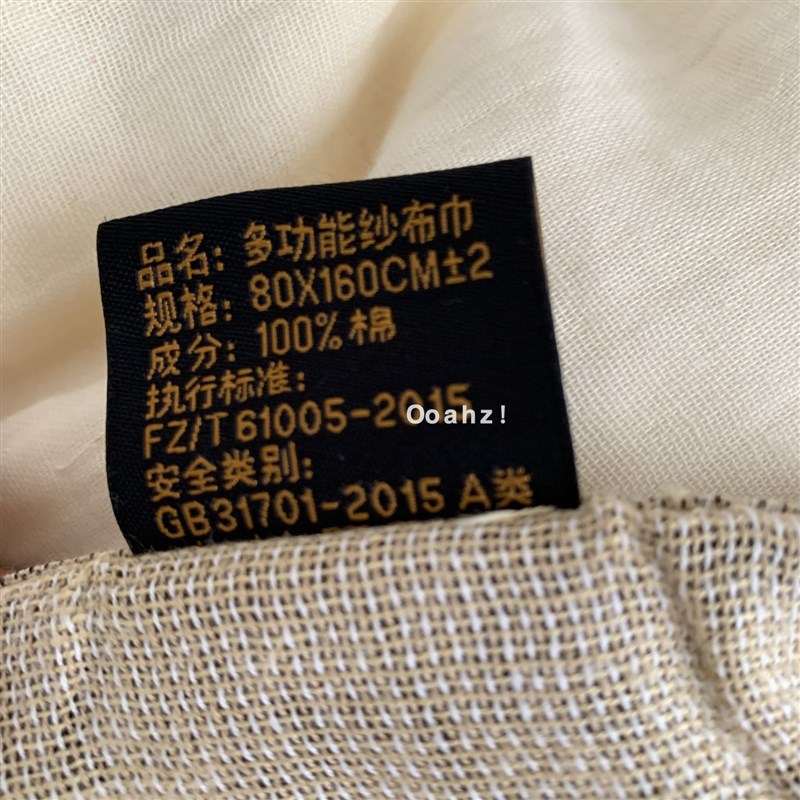 品名: 多功能纱布巾
规格: 80X160CM±2
成分: 100%棉
执行标准:
FZ/T 61005-2015
Ooahz!
安全类别:
GB31701-2015 A类